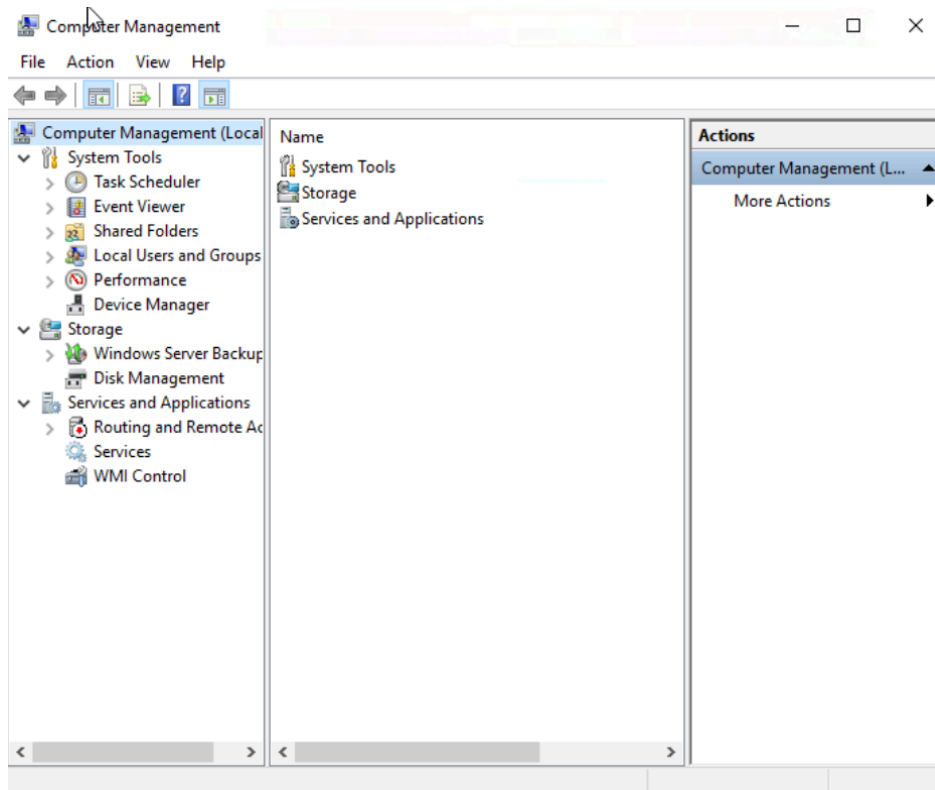 Computer Management
File Action View Help
Computer Management (Local
System Tools
Task Scheduler
Event Viewer
Shared Folders
Local Users and Groups
Performance
Device Manager
Storage
Windows Server Backup
Disk Management
Services and Applications
Routing and Remote Ac
Services
WMI Control
Name
System Tools
Storage
Services and Applications
Actions
Computer Management (L...
More Actions